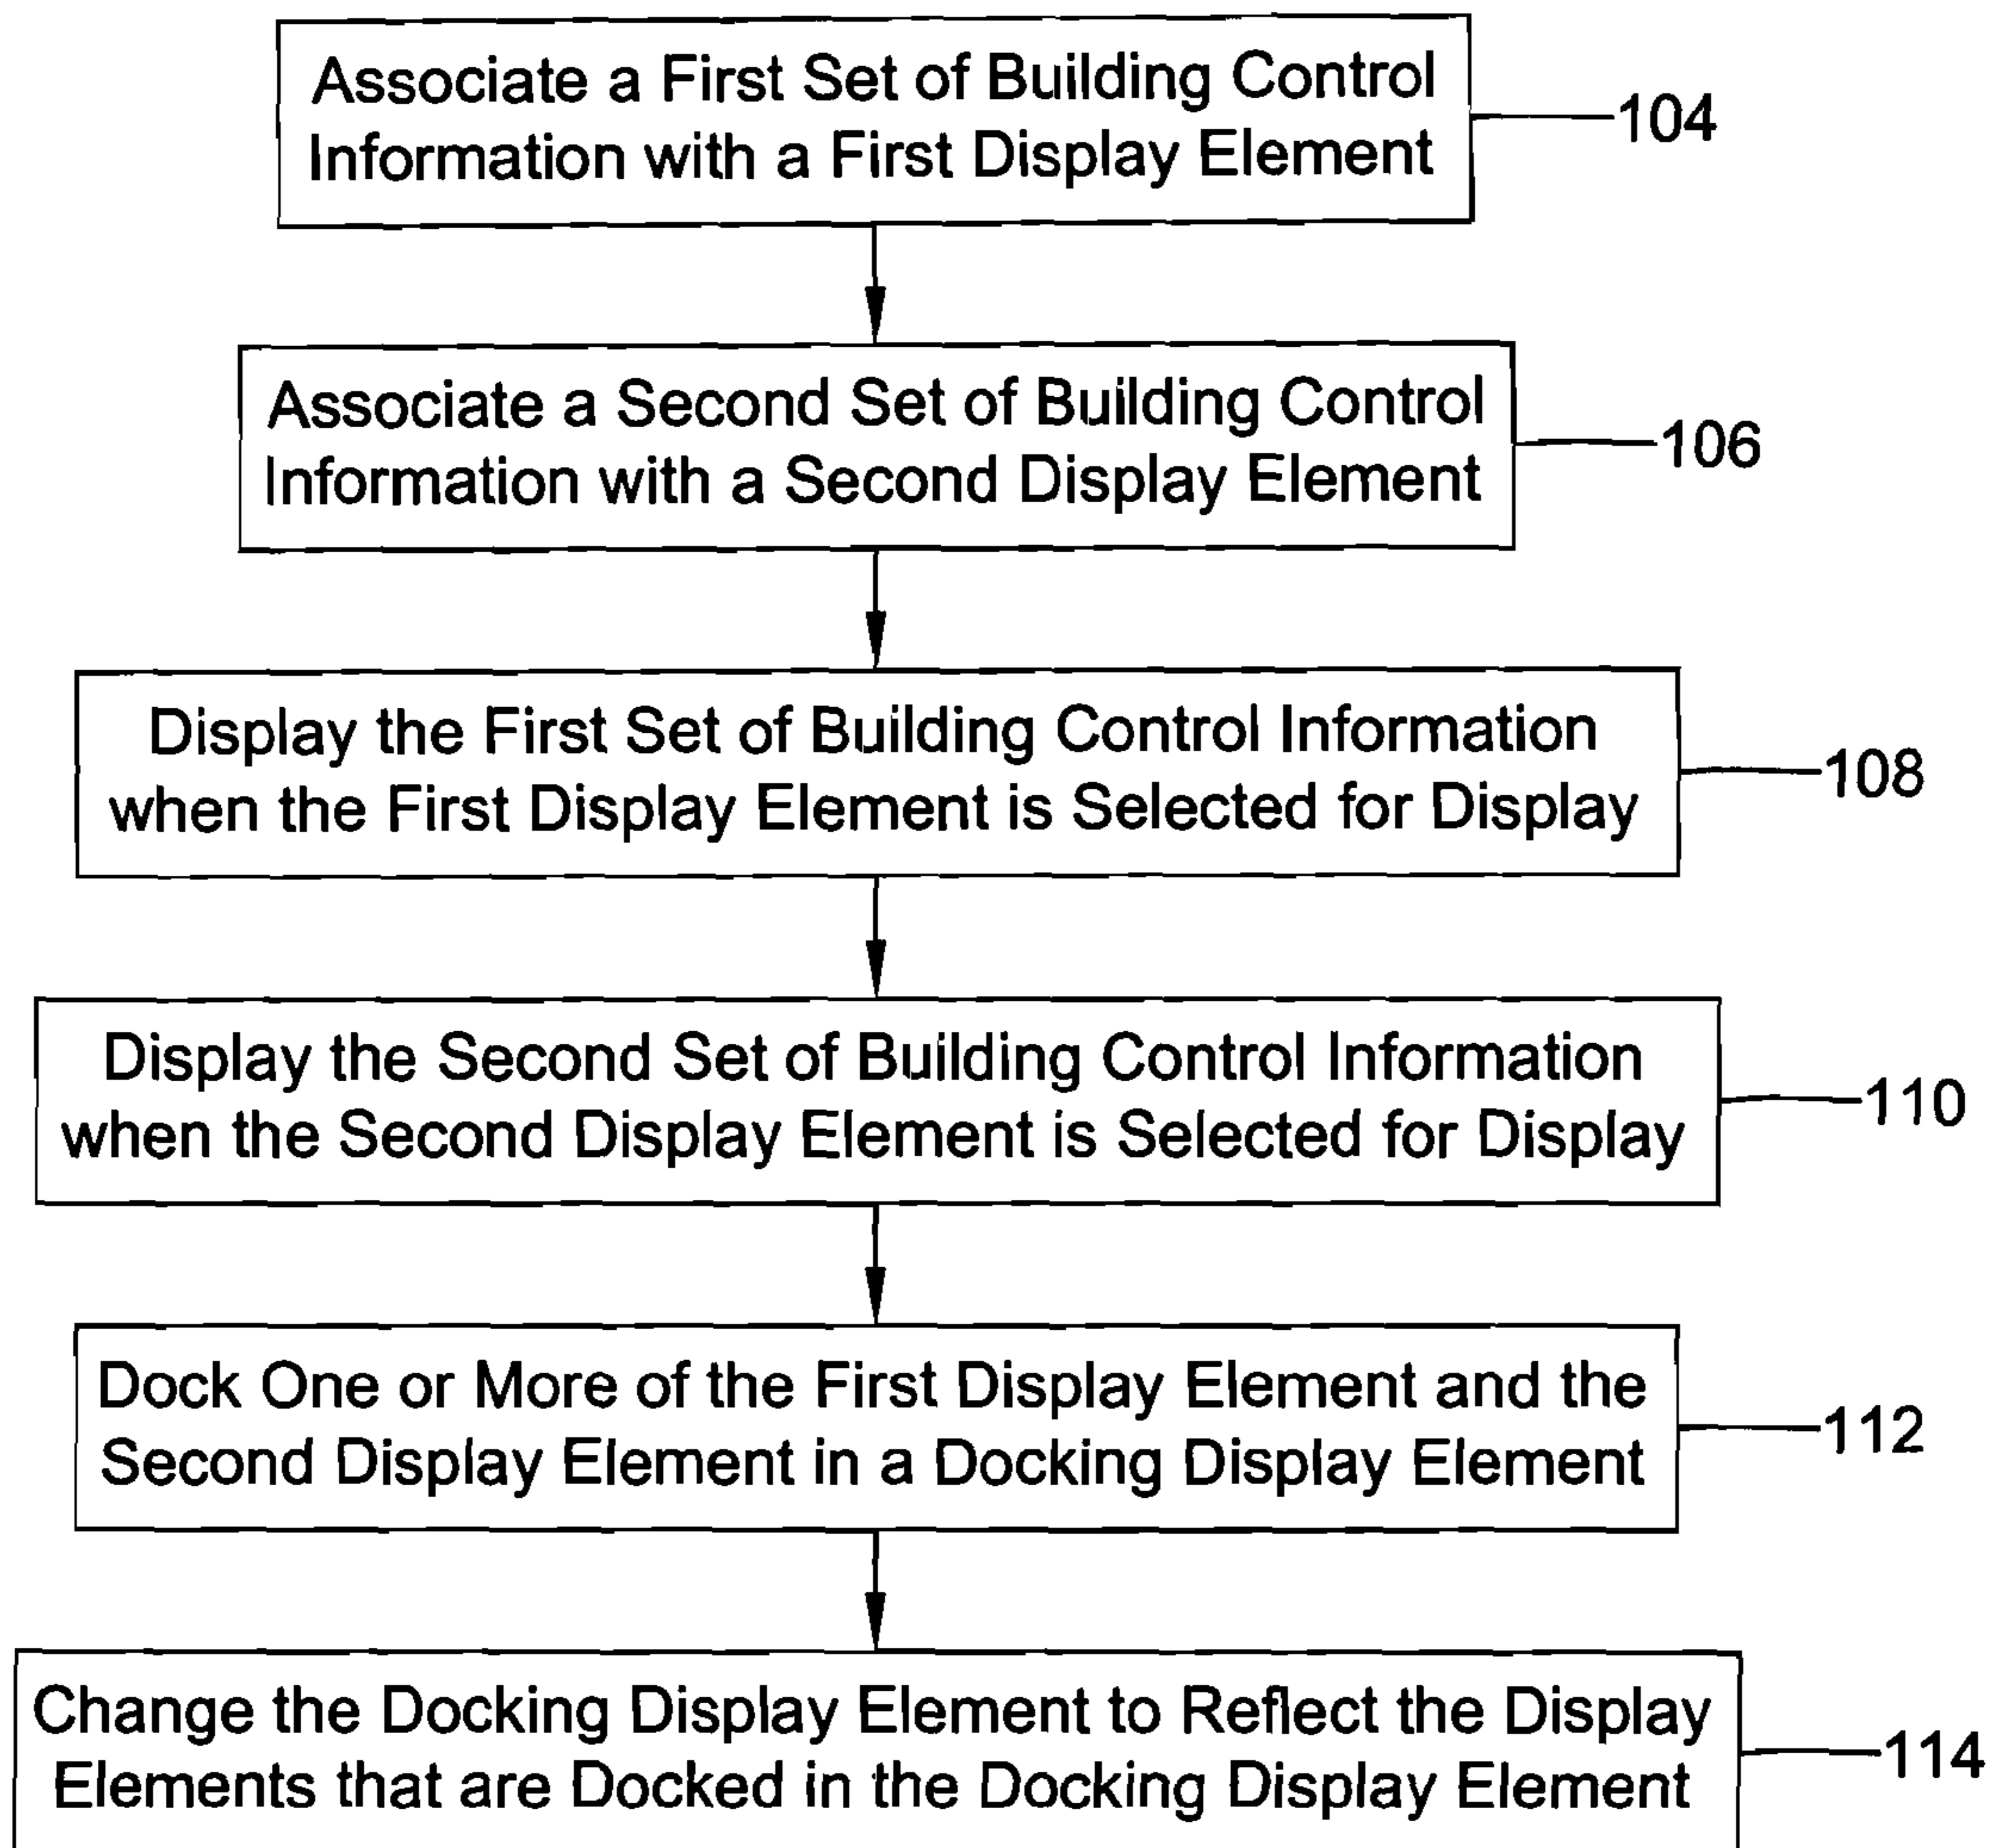 Associate a First Set of Building Control
Information with a First Display Element
104
Associate a Second Set of Building Control
Information with a Second Display Element
106
Display the First Set of Building Control Information
when the First Display Element is Selected for Display
108
Display the Second Set of Building Control Information
when the Second Display Element is Selected for Display
110
Dock One or More of the First Display Element and the
Second Display Element in a Docking Display Element
112
Change the Docking Display Element to Reflect the Display
Elements that are Docked in the Docking Display Element
114